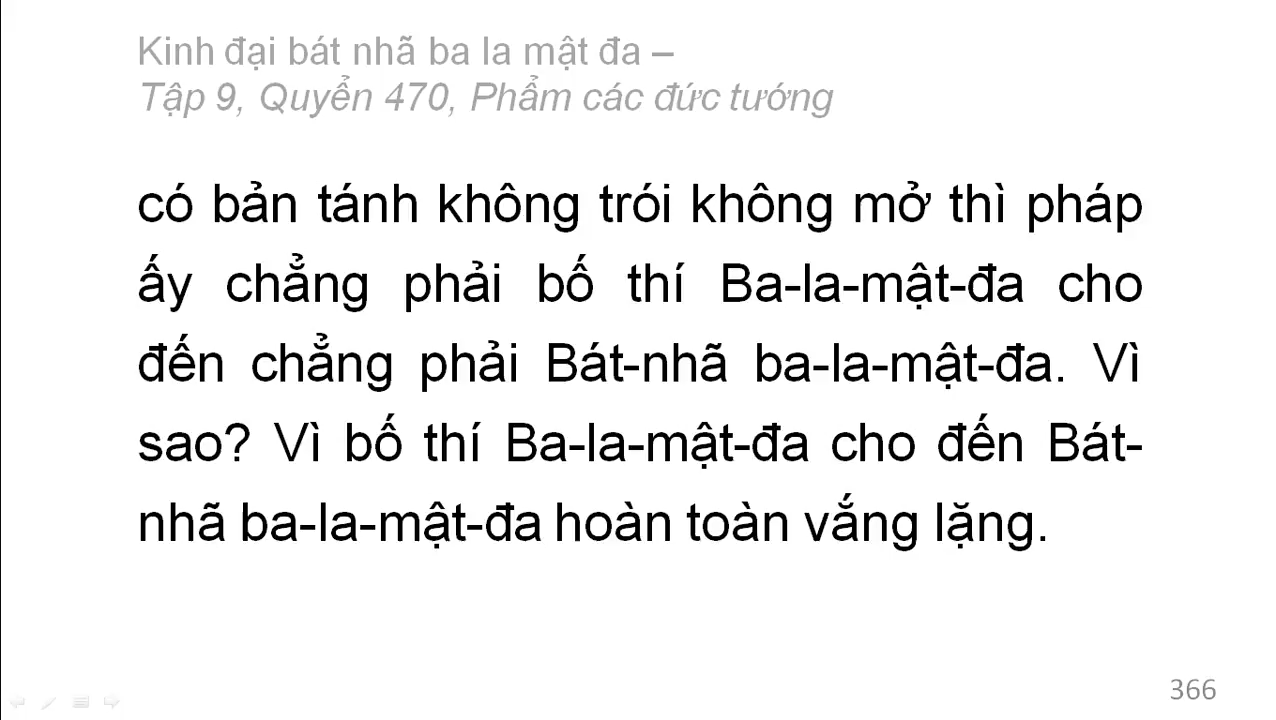 Kinh đại bát nhã ba la mật đa –
Tập 9, Quyển 470, Phẩm các đức tướng
có bản tánh không trói không mở thì pháp
ấy chẳng phải bố thí Ba-la-mật-đa cho
đến chẳng phải Bát-nhã ba-la-mật-đa. Vì
sao? Vì bố thí Ba-la-mật-đa cho đến Bát-
nhã ba-la-mật-đa hoàn toàn vắng lặng.
366